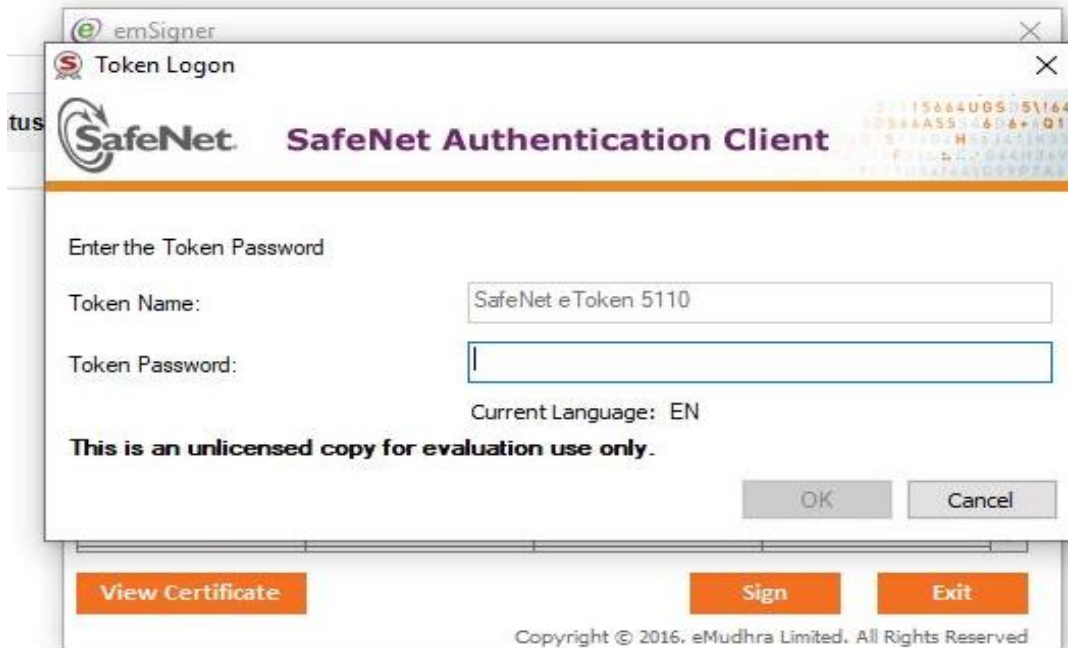 emSigner
Token Logon
tus
SafeNet. SafeNet Authentication Client
Enter the Token Password
Token Name: SafeNet eToken 5110
Token Password:
Current Language: EN
This is an unlicensed copy for evaluation use only.
OK Cancel
View Certificate Sign Exit
Copyright © 2016. eMudhra Limited. All Rights Reserved